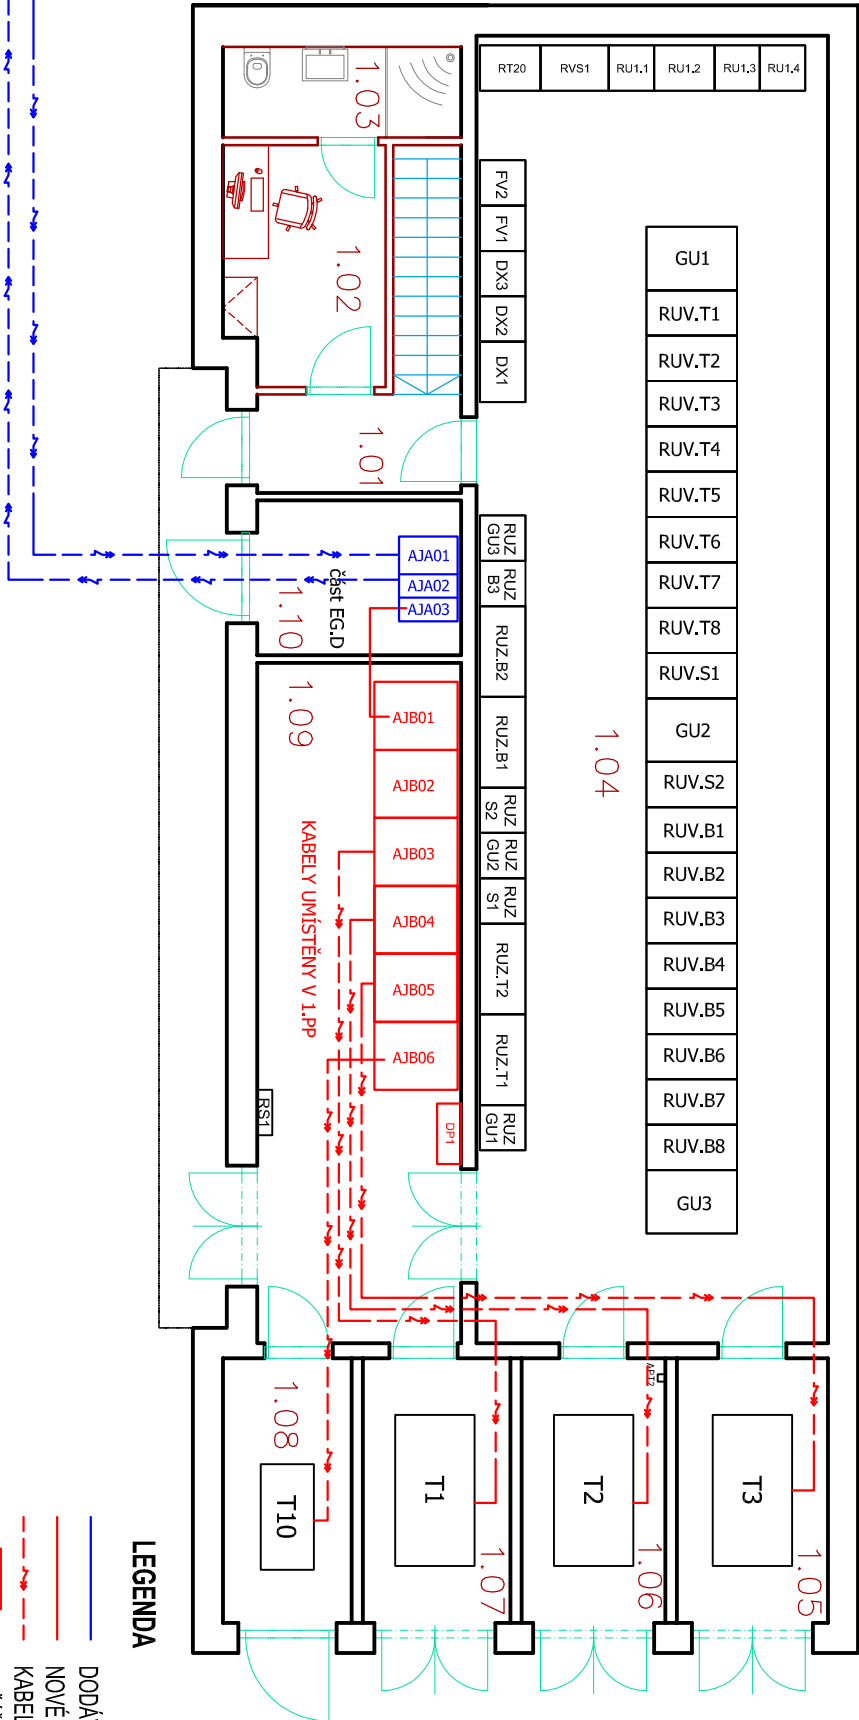 RT20
RVS1
RU1.1
RU1.2
RU1.3
RU1.4
1.03
FV2
FV1
DX3
DX2
DX1
1.02
1.01
GU1
RUV.T1
RUV.T2
RUV.T3
RUV.T4
RUV.T5
RUV.T6
RUV.T7
RUV.T8
RUV.S1
GU2
RUV.S2
RUV.B1
RUV.B2
RUV.B3
RUV.B4
RUV.B5
RUV.B6
RUV.B7
RUV.B8
GU3
1.04
RUZ
GU3
RUZ
B3
RUZ.B2
RUZ.B1
RUZ
S2
RUZ
GU2
RUZ
S1
RUZ.T2
RUZ.T1
RUZ
GU1
AJA01
AJA02
AJA03
část EG.D
1.10
1.09
AJB01
AJB02
AJB03
AJB04
AJB05
AJB06
KABELY UMÍSTĚNY V 1.PP
RS1
DP1
APT2
1.08
T10
T1
1.07
T2
1.06
T3
1.05
LEGENDA
NOVÉ